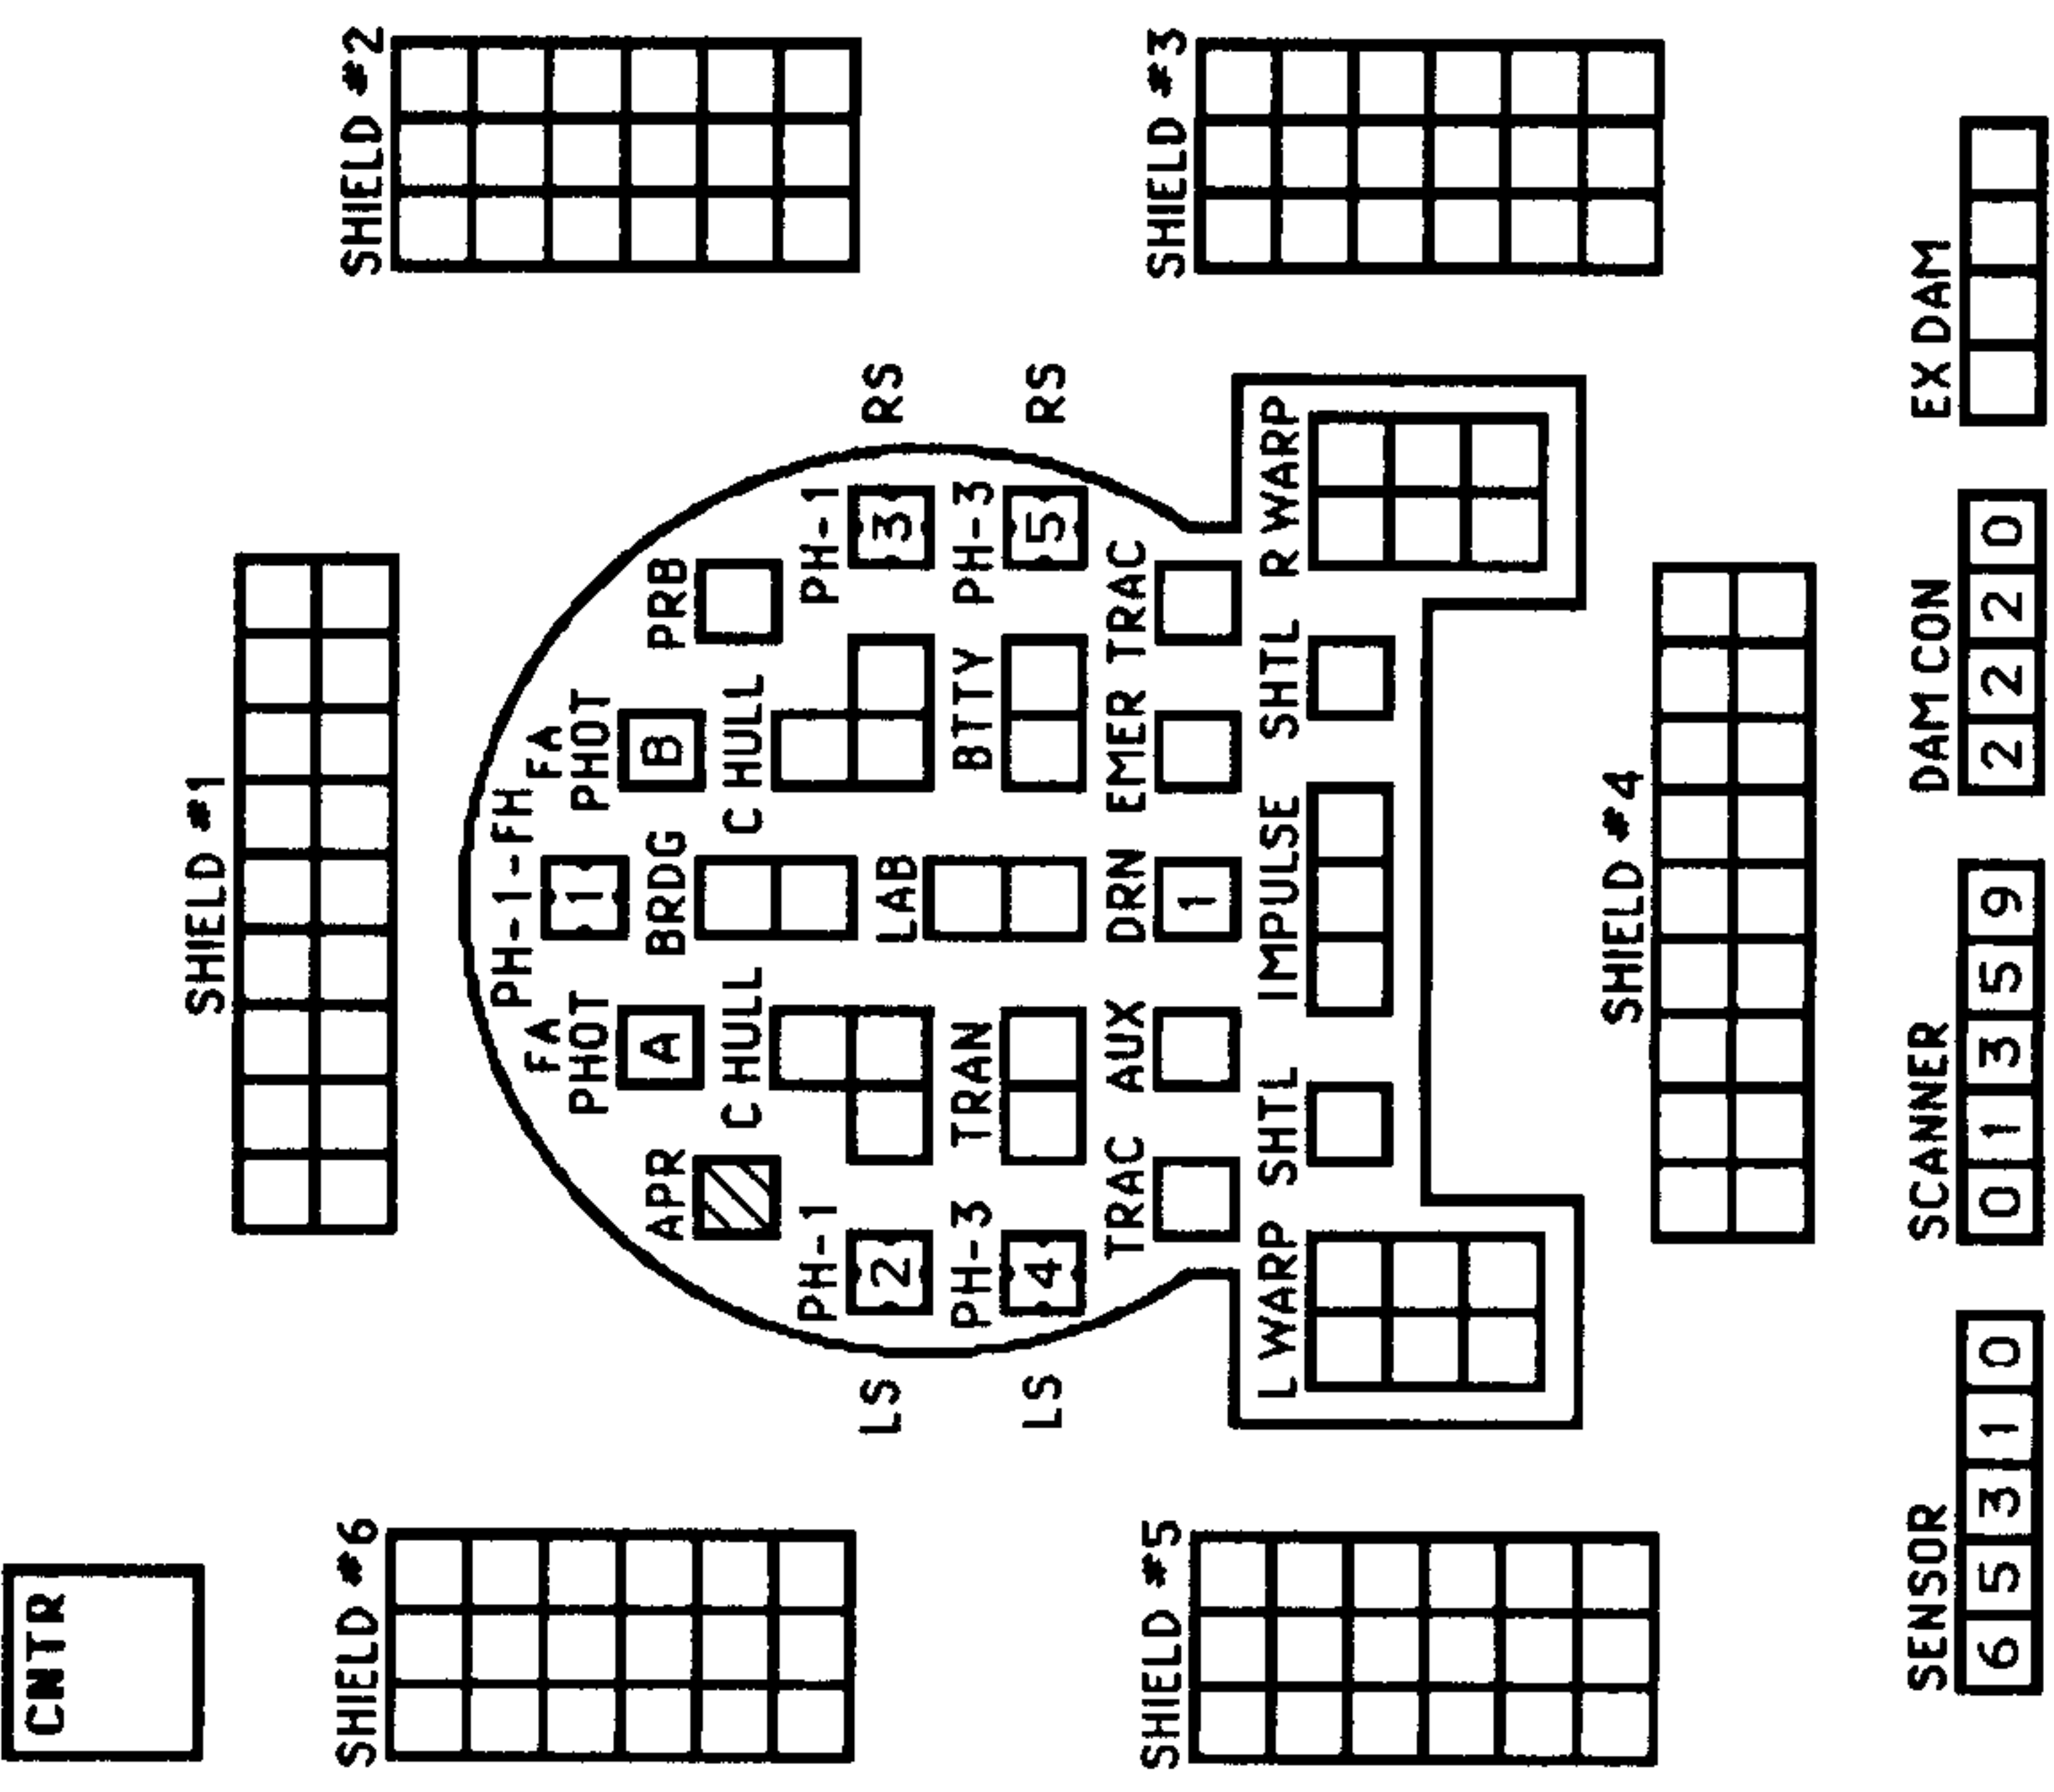 CNTR
SHIELD #1
SHIELD #6
SHIELD #2
PH-1-FH
1
FA
PHOT
A
FA
PHOT
B
APR
BRDG
PRB
C HULL
C HULL
PH-1
PH-1
LS
2
LAB
3
RS
PH-3
TRAN
BTTY
PH-3
LS
4
5
RS
TRAC
AUX
DRN
EMER
TRAC
1
L WARP
SHTL
IMPULSE
SHTL
R WARP
SHIELD #5
SHIELD #3
SHIELD #4
SENSOR
SCANNER
DAM CON
EX DAM
6 5 3 1 0
0 1 3 5 9
2 2 2 0